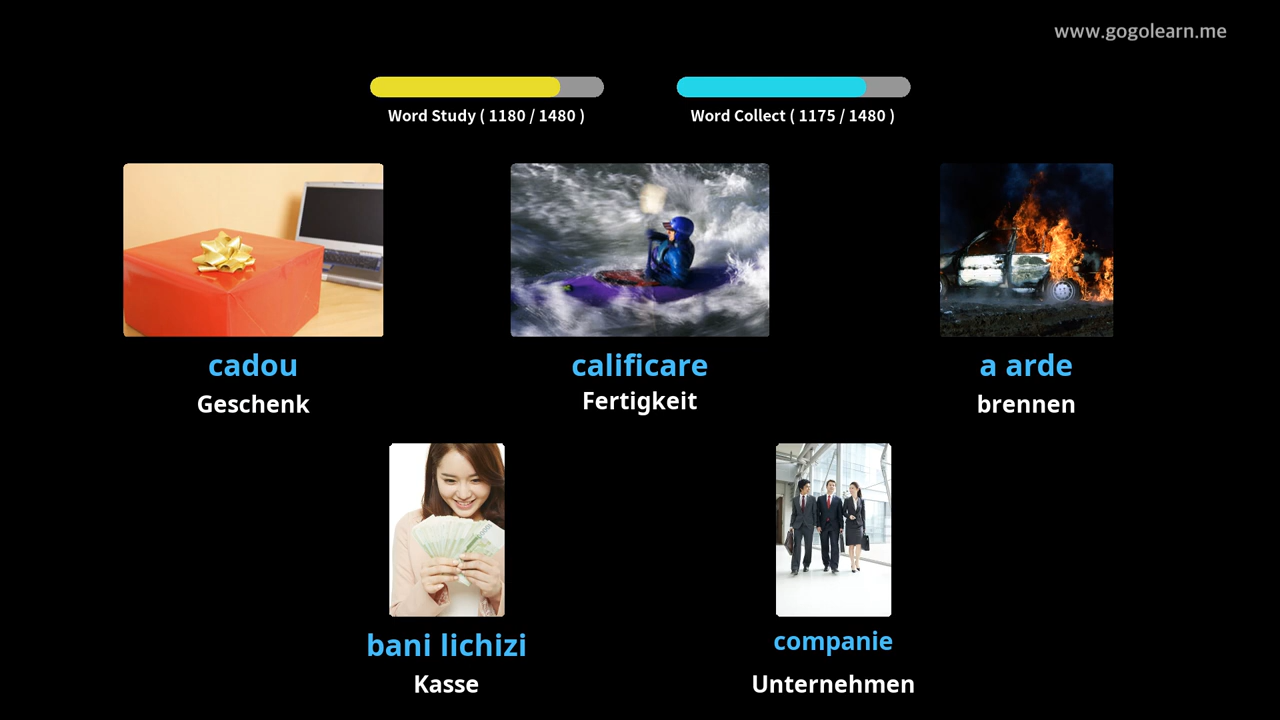 www.gogolearn.me
Word Study ( 1180 / 1480 )
Word Collect ( 1175 / 1480 )
cadou
Geschenk
calificare
Fertigkeit
a arde
brennen
bani lichizi
Kasse
companie
Unternehmen